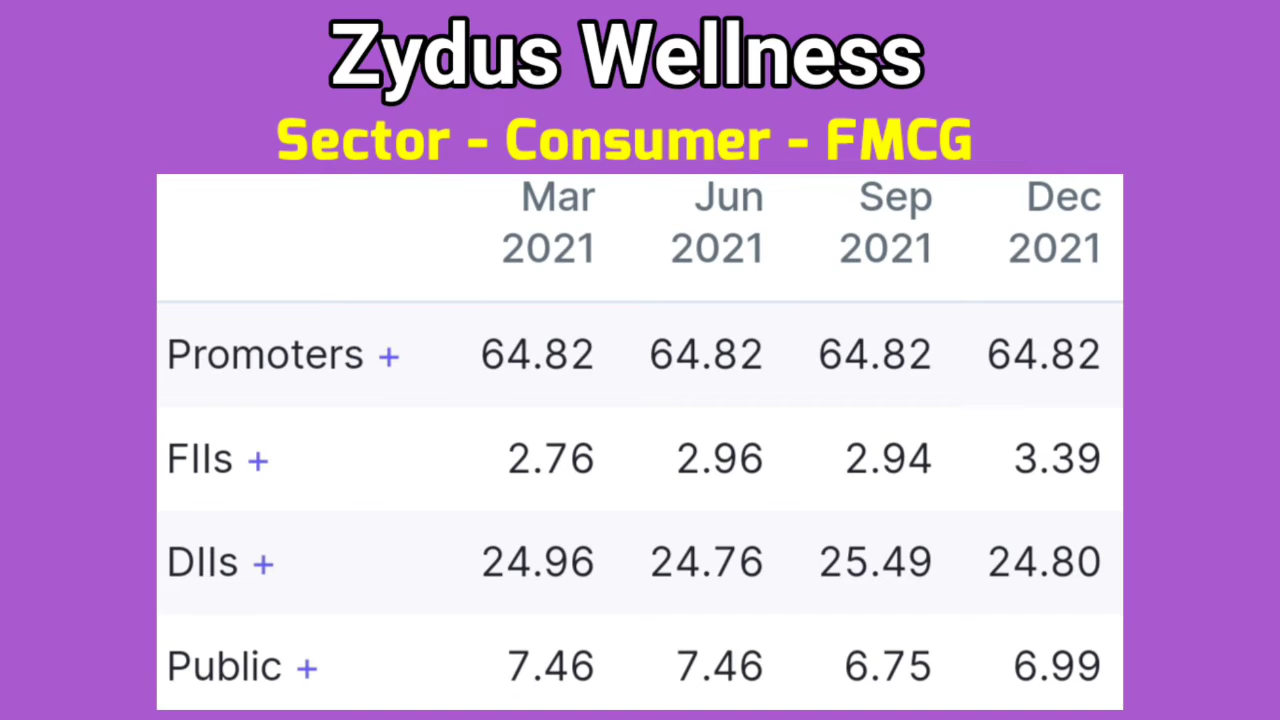 Zydus Wellness
Sector - Consumer - FMCG
Mar Jun Sep Dec
2021 2021 2021 2021
Promoters + 64.82 64.82 64.82 64.82
FIIs + 2.76 2.96 2.94 3.39
DIIs + 24.96 24.76 25.49 24.80
Public + 7.46 7.46 6.75 6.99